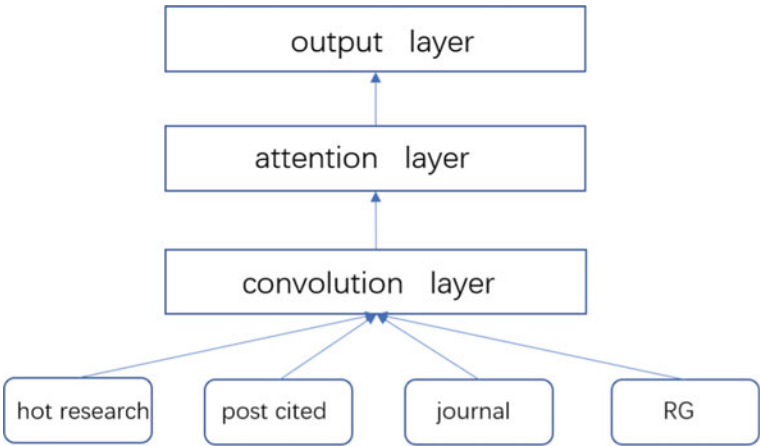 output layer
attention layer
convolution layer
hot research
post cited
journal
RG